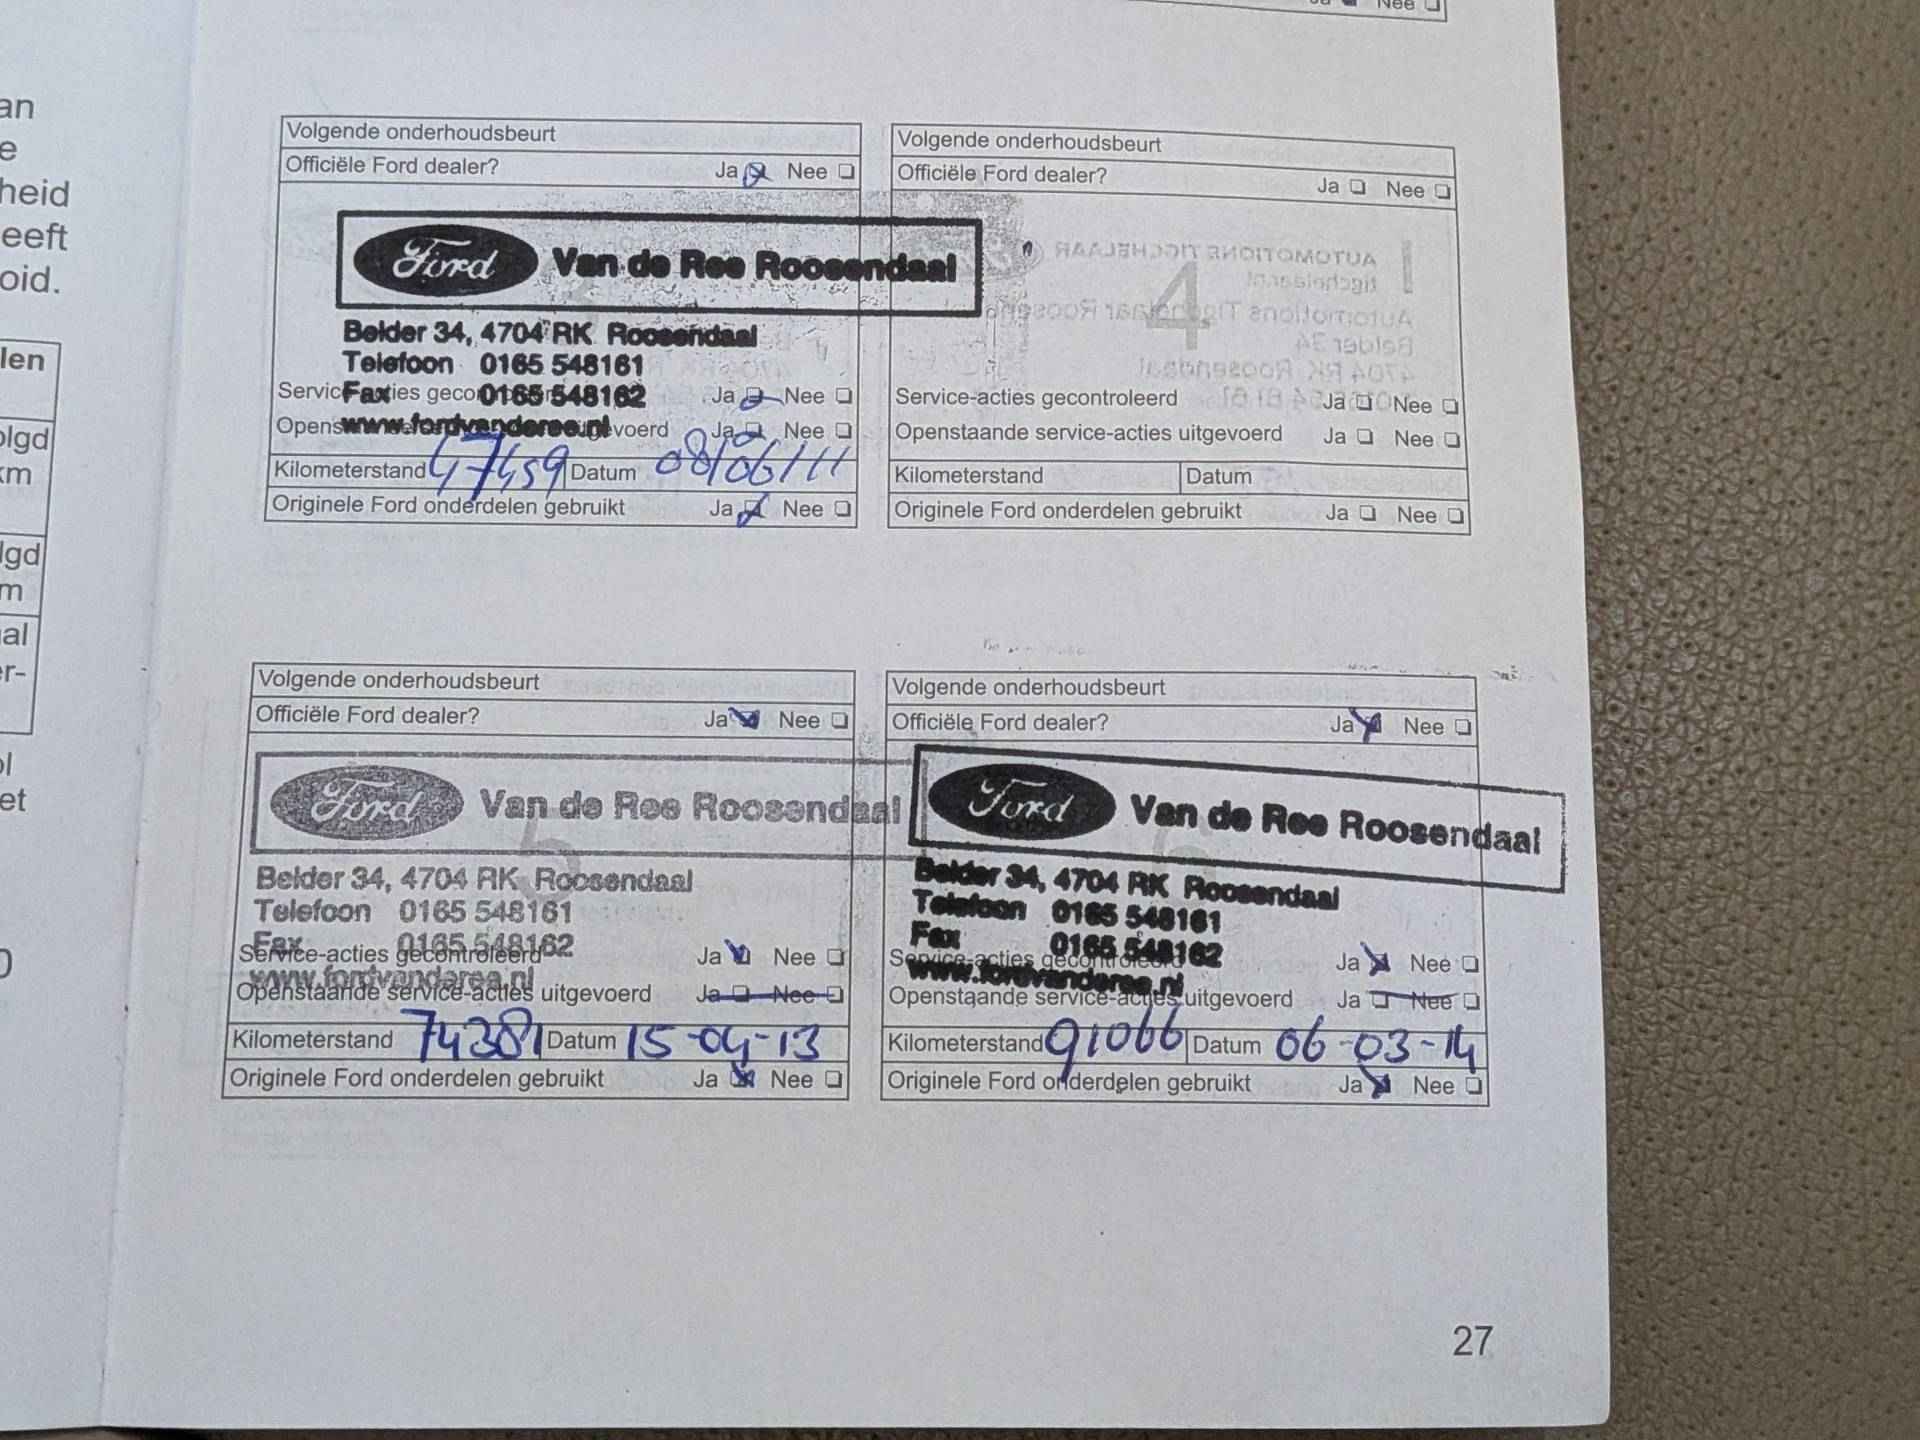 Nee
an
e
heid
eeft
oid.
len
olgd
km
lgd
m
al
er-
ol
et
0
Volgende onderhoudsbeurt
Officiële Ford dealer? Ja Nee
Ford Van de Ree Roosendaal
Belder 34, 4704 RK Roosendaal
Telefoon 0165 548161
Fax 0165 548162
Ja Nee
www.fordvanderee.nl
Ja Nee
Kilometerstand 47459 Datum 08/06/11
Originele Ford onderdelen gebruikt Ja Nee
Volgende onderhoudsbeurt
Officiële Ford dealer? Ja Nee
4
Service-acties gecontroleerd Ja Nee
Openstaande service-acties uitgevoerd Ja Nee
Kilometerstand Datum
Originele Ford onderdelen gebruikt Ja Nee
Volgende onderhoudsbeurt
Officiële Ford dealer? Ja Nee
Ford Van de Ree Roosendaal
5
Belder 34, 4704 RK Roosendaal
Telefoon 0165 548161
Fax 0165 548162
Service-acties gecontroleerd Ja Nee
www.fordvanderee.nl
Openstaande service-acties uitgevoerd Ja Nee
Kilometerstand 74381 Datum 15-04-13
Originele Ford onderdelen gebruikt Ja Nee
Volgende onderhoudsbeurt
Officiële Ford dealer? Ja Nee
Ford Van de Ree Roosendaal
6
Belder 34, 4704 RK Roosendaal
Telefoon 0165 548161
Fax 0165 548162
Service-acties gecontroleerd Ja Nee
www.fordvanderee.nl
Openstaande service-acties uitgevoerd Ja Nee
Kilometerstand 91066 Datum 06-03-14
Originele Ford onderdelen gebruikt Ja Nee
27